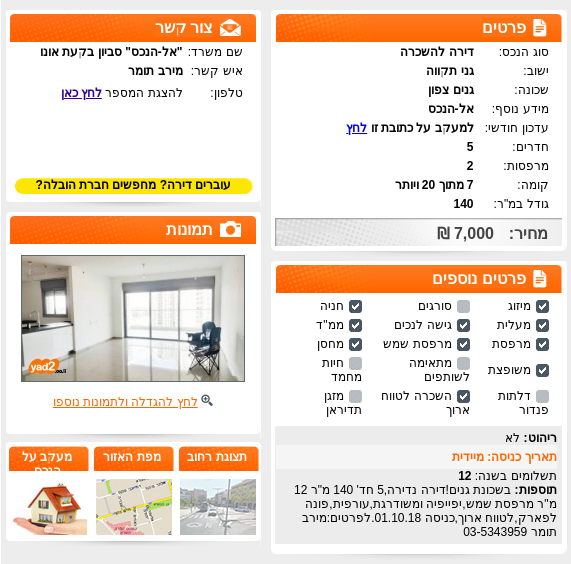 פרטים
סוג הנכס: דירה להשכרה
ישוב: גני תקווה
שכונה: גנים צפון
מידע נוסף: אל-הנכס
עדכון חודשי: למעקב על כתובת זו לחץ
חדרים: 5
מרפסות: 2
קומה: 7 מתוך 20 ויותר
גודל במ"ר: 140
מחיר: 7,000 ₪
פרטים נוספים
מיזוג סורגים חניה
מעלית גישה לנכים ממ"ד
מרפסת מרפסת שמש מחסן
משופצת מתאימה לשותפים חיות מחמד
דלתות פנדור השכרה לטווח ארוך מזגן תדיראן
ריהוט: לא
תאריך כניסה: מיידית
תשלומים בשנה: 12
תוספות: בשכונת גנים!דירה נדירה,5 חד' 140 מ"ר 12
מ"ר מרפסת שמש,יפייפיה ומשודרגת,עורפית,פונה
לפארק,לטווח ארוך,כניסה 01.10.18.לפרטים:מירב
תומר 03-5343959
צור קשר
שם משרד: "אל-הנכס" סביון בקעת אונו
איש קשר: מירב תומר
טלפון: להצגת המספר לחץ כאן
עוברים דירה? מחפשים חברת הובלה?
תמונות
yad2.co.il
לחץ להגדלה ולתמונות נוספו
תצוגת רחוב
מפת האזור
מעקב על
הנכס